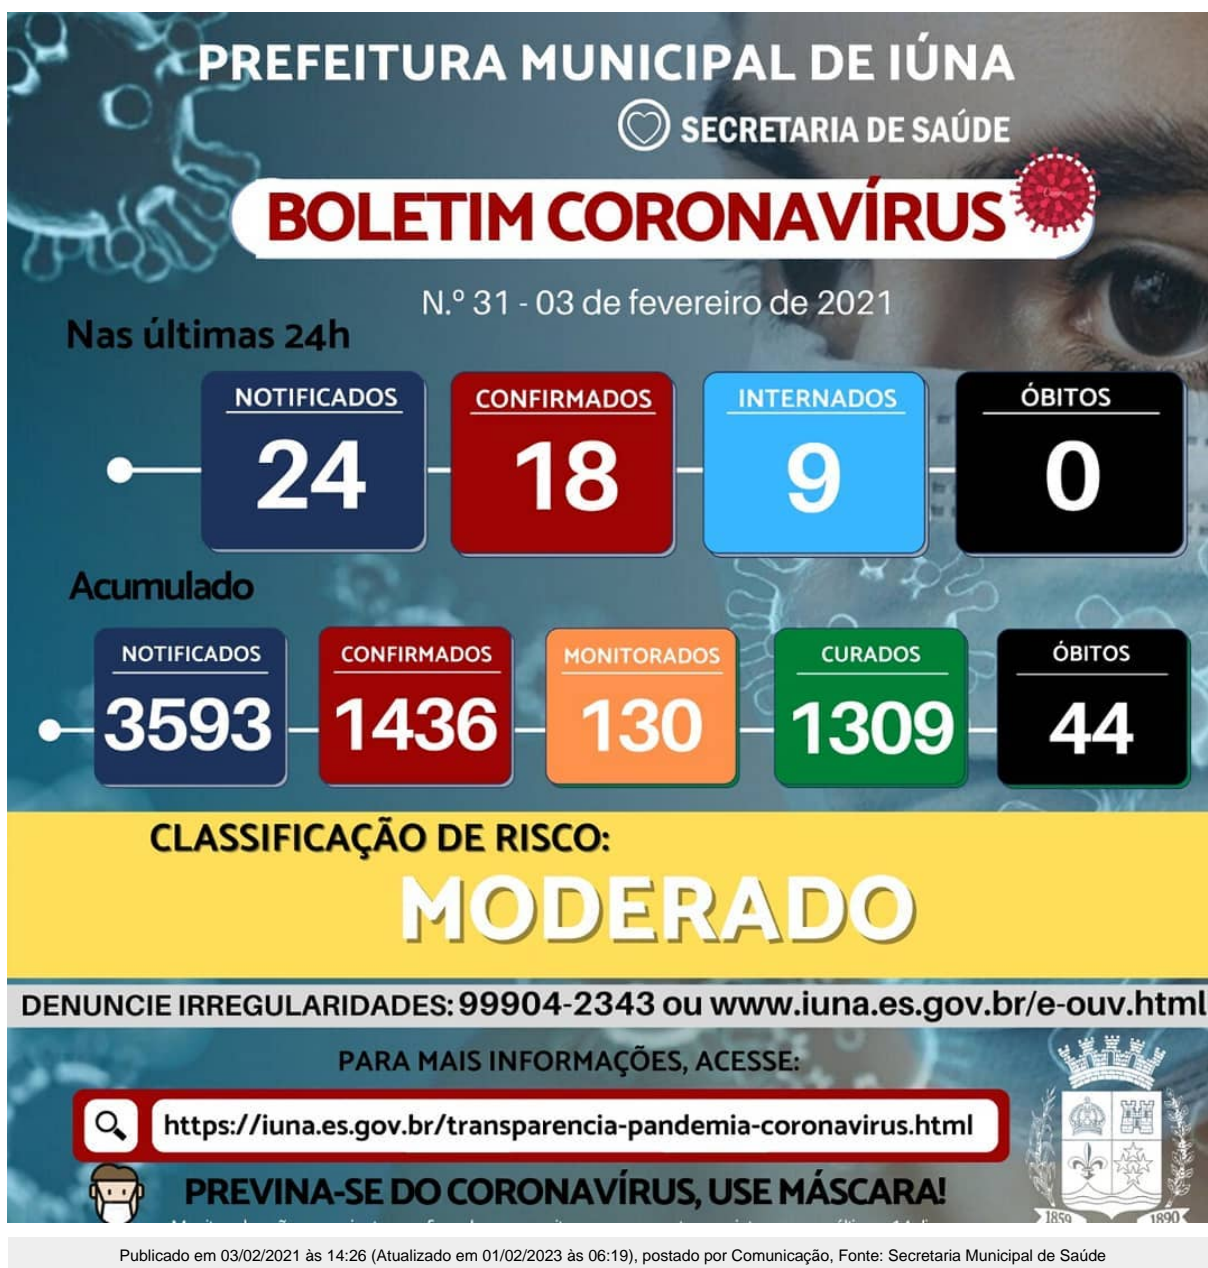 PREFEITURA MUNICIPAL DE IÚNA
SECRETARIA DE SAÚDE
BOLETIM CORONAVÍRUS
N.º 31 - 03 de fevereiro de 2021
Nas últimas 24h
NOTIFICADOS CONFIRMADOS INTERNADOS ÓBITOS
24 18 9 0
Acumulado
NOTIFICADOS CONFIRMADOS MONITORADOS CURADOS ÓBITOS
3593 1436 130 1309 44
CLASSIFICAÇÃO DE RISCO:
MODERADO
DENUNCIE IRREGULARIDADES: 99904-2343 ou www.iuna.es.gov.br/e-ouv.html
PARA MAIS INFORMAÇÕES, ACESSE:
https://iuna.es.gov.br/transparencia-pandemia-coronavirus.html
PREVINA-SE DO CORONAVÍRUS, USE MÁSCARA!
1859 1890
Publicado em 03/02/2021 às 14:26 (Atualizado em 01/02/2023 às 06:19), postado por Comunicação, Fonte: Secretaria Municipal de Saúde